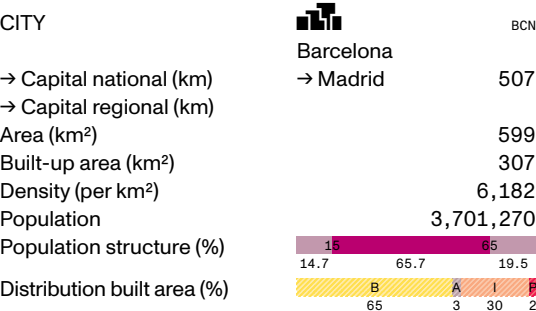 CITY BCN
Barcelona
→ Capital national (km) → Madrid 507
→ Capital regional (km)
Area (km²) 599
Built-up area (km²) 307
Density (per km²) 6,182
Population 3,701,270
Population structure (%) 15 65
14.7 65.7 19.5
Distribution built area (%) B A I P
65 3 30 2